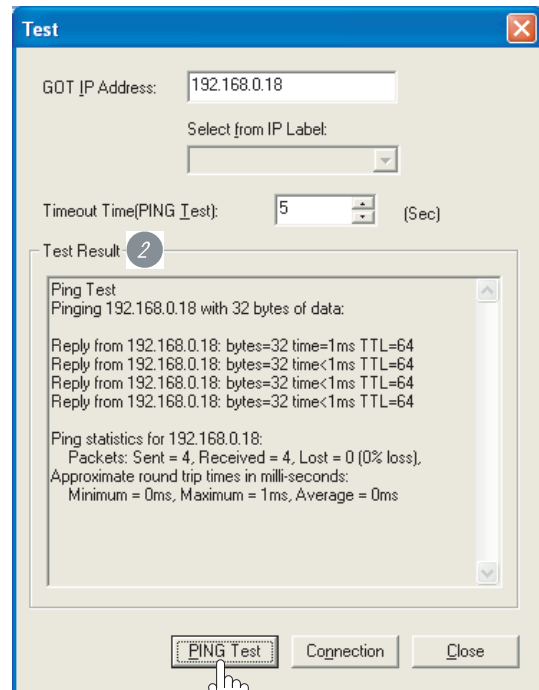 Test
GOT IP Address: 192.168.0.18
Select from IP Label:
Timeout Time(PING Test): 5 (Sec)
Test Result 2
Ping Test
Pinging 192.168.0.18 with 32 bytes of data:
Reply from 192.168.0.18: bytes=32 time=1ms TTL=64
Reply from 192.168.0.18: bytes=32 time<1ms TTL=64
Reply from 192.168.0.18: bytes=32 time<1ms TTL=64
Reply from 192.168.0.18: bytes=32 time<1ms TTL=64
Ping statistics for 192.168.0.18:
Packets: Sent = 4, Received = 4, Lost = 0 (0% loss),
Approximate round trip times in milli-seconds:
Minimum = 0ms, Maximum = 1ms, Average = 0ms
PING Test Connection Close